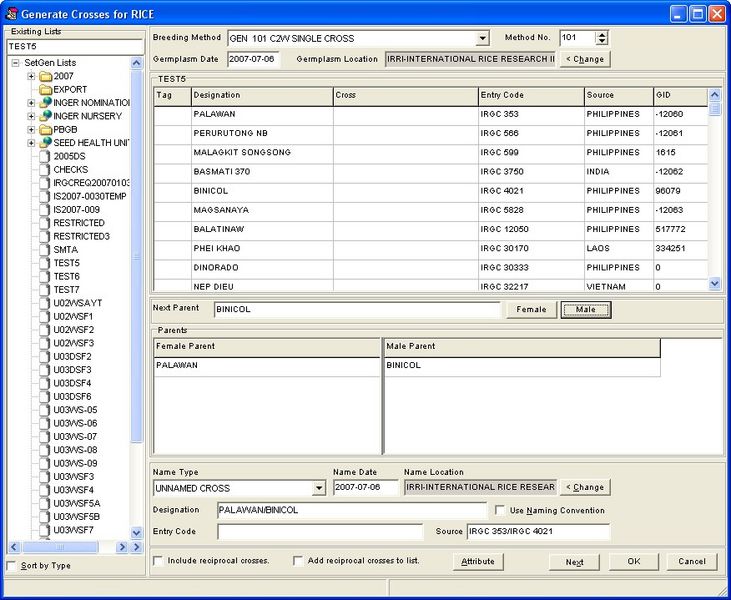 Generate Crosses for RICE
Existing Lists
TEST5
SetGen Lists
2007
EXPORT
INGER NOMINATIO
INGER NURSERY
PBGB
SEED HEALTH UNI
2005DS
CHECKS
IRGCREQ20070103
IS2007-0030TEMP
IS2007-009
RESTRICTED
RESTRICTED3
SMTA
TEST5
TEST6
TEST7
U02WSAYT
U02WSF1
U02WSF2
U02WSF3
U03DSF2
U03DSF3
U03DSF4
U03DSF6
U03WS-05
U03WS-06
U03WS-07
U03WS-08
U03WS-09
U03WSF3
U03WSF4
U03WSF5A
U03WSF5B
U03WSF7
Sort by Type
Breeding Method GEN 101 C2W SINGLE CROSS Method No. 101
Germplasm Date 2007-07-06 Germplasm Location IRRI-INTERNATIONAL RICE RESEARCH II < Change
TEST5
Tag Designation Cross Entry Code Source GID
PALAWAN IRGC 353 PHILIPPINES -12060
PERURUTONG NB IRGC 566 PHILIPPINES -12061
MALAGKIT SONGSONG IRGC 599 PHILIPPINES 1615
BASMATI 370 IRGC 3750 INDIA -12062
BINICOL IRGC 4021 PHILIPPINES 96079
MAGSANAYA IRGC 5828 PHILIPPINES -12063
BALATINAW IRGC 12050 PHILIPPINES 517772
PHEI KHAO IRGC 30170 LAOS 334251
DINORADO IRGC 30333 PHILIPPINES 0
NEP DIEU IRGC 32217 VIETNAM 0
Next Parent BINICOL Female Male
Parents
Female Parent Male Parent
PALAWAN BINICOL
Name Type Name Date Name Location
UNNAMED CROSS 2007-07-06 IRRI-INTERNATIONAL RICE RESEAR < Change
Designation PALAWAN/BINICOL Use Naming Convention
Entry Code Source IRGC 353/IRGC 4021
Include reciprocal crosses. Add reciprocal crosses to list. Attribute Next OK Cancel